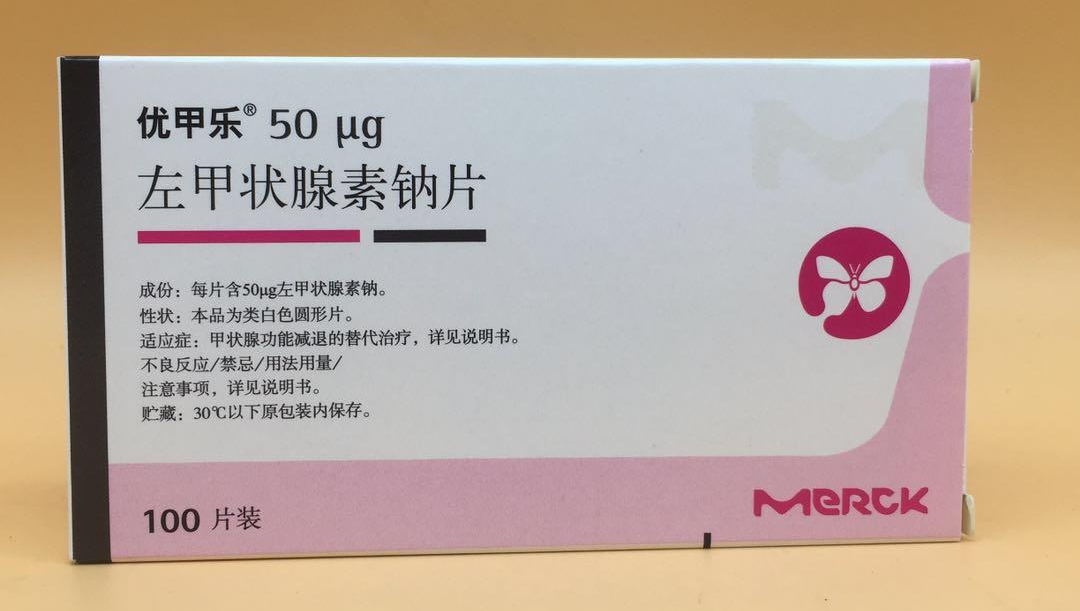 优甲乐® 50 μg
左甲状腺素钠片
成份：每片含50μg左甲状腺素钠。
性状：本品为类白色圆形片。
适应症：甲状腺功能减退的替代治疗，详见说明书。
不良反应/禁忌/用法用量/
注意事项，详见说明书。
贮藏：30℃以下原包装内保存。
100 片装
MERCK